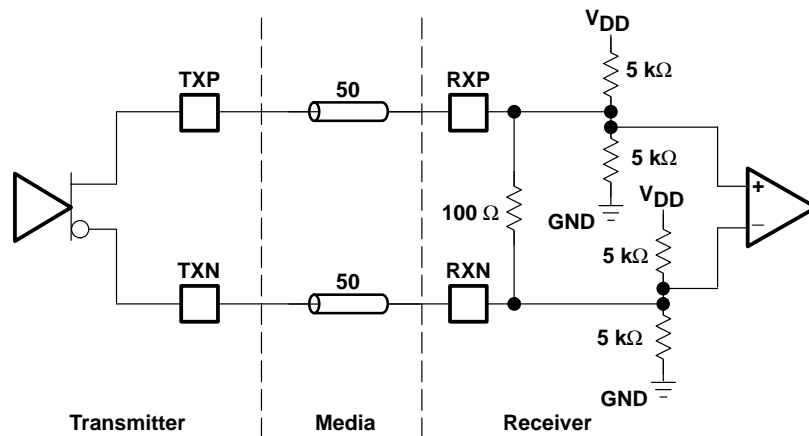 VDD
5 kΩ
TXP
50
RXP
5 kΩ
VDD
100 Ω
GND
+
−
TXN
50
RXN
5 kΩ
5 kΩ
GND
Transmitter
Media
Receiver